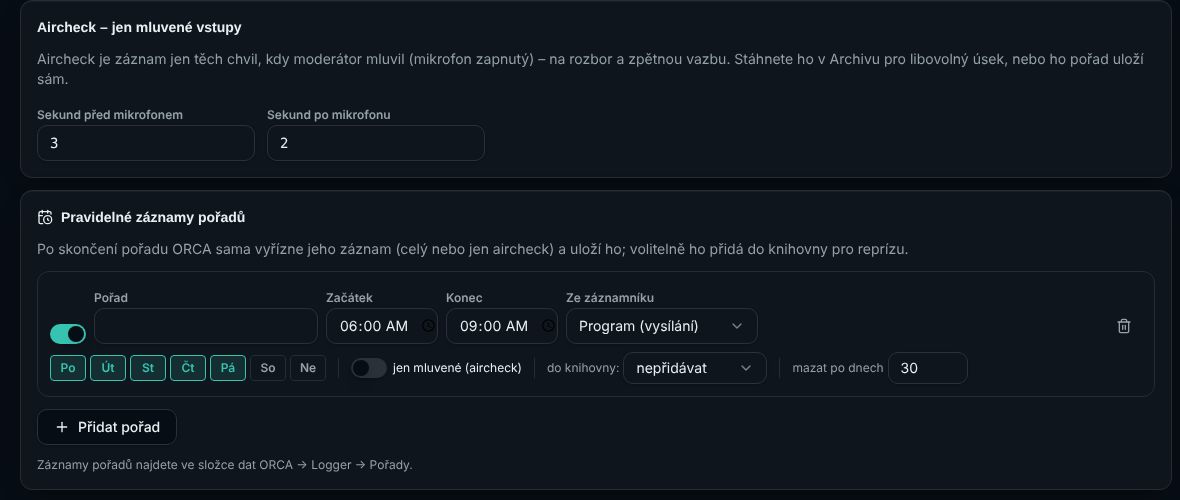 Aircheck – jen mluvené vstupy
Aircheck je záznam jen těch chvil, kdy moderátor mluvil (mikrofon zapnutý) – na rozbor a zpětnou vazbu. Stáhnete ho v Archivu pro libovolný úsek, nebo ho pořad uloží
sám.
Sekund před mikrofonem Sekund po mikrofonu
3 2
Pravidelné záznamy pořadů
Po skončení pořadu ORCA sama vyřízne jeho záznam (celý nebo jen aircheck) a uloží ho; volitelně ho přidá do knihovny pro reprízu.
Pořad Začátek Konec Ze záznamníku
06:00 AM 09:00 AM Program (vysílání)
Po Út St Čt Pá So Ne jen mluvené (aircheck) do knihovny: nepřidávat mazat po dnech 30
+ Přidat pořad
Záznamy pořadů najdete ve složce dat ORCA → Logger → Pořady.